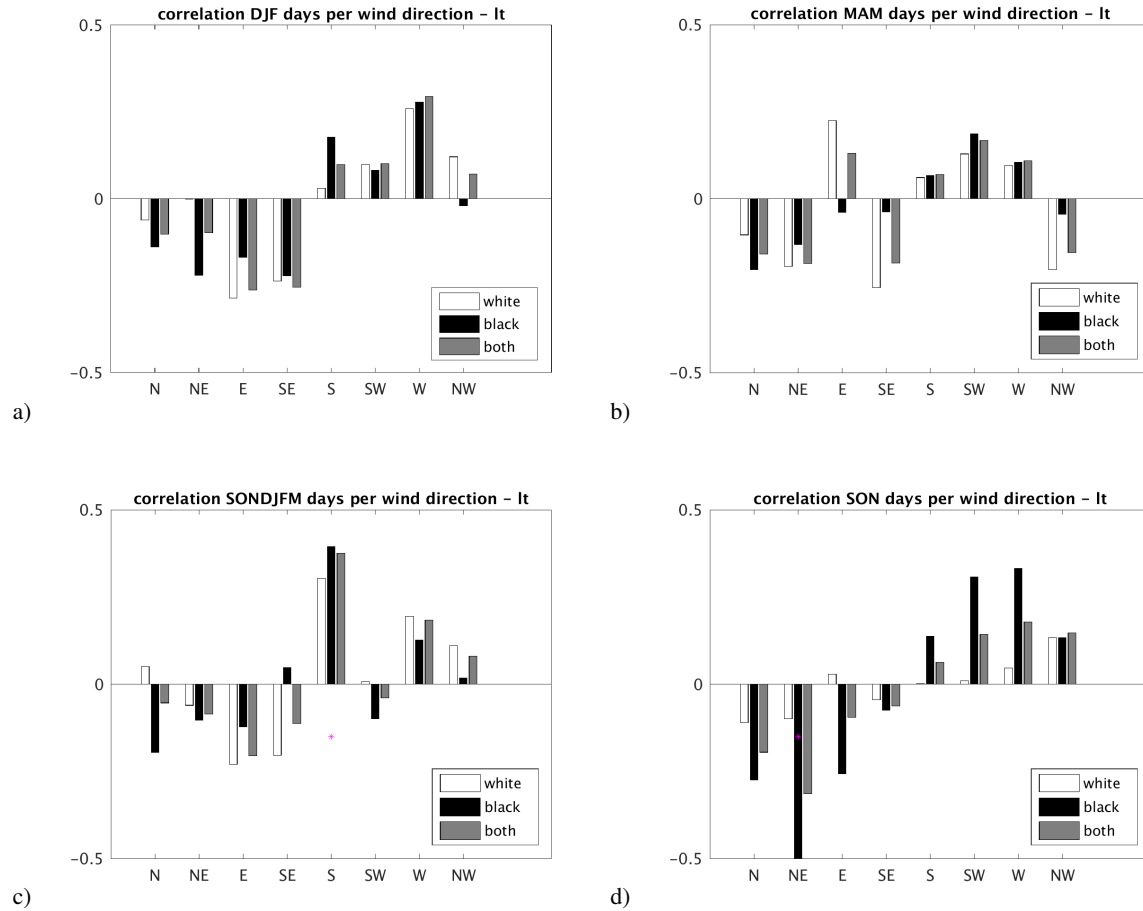 correlation DJF days per wind direction – lt
0.5
0
-0.5
N NE E SE S SW W NW
white
black
both
a)
correlation MAM days per wind direction – lt
0.5
0
-0.5
N NE E SE S SW W NW
white
black
both
b)
correlation SONDJFM days per wind direction – lt
0.5
0
-0.5
N NE E SE S SW W NW
white
black
both
c)
correlation SON days per wind direction – lt
0.5
0
-0.5
N NE E SE S SW W NW
white
black
both
d)